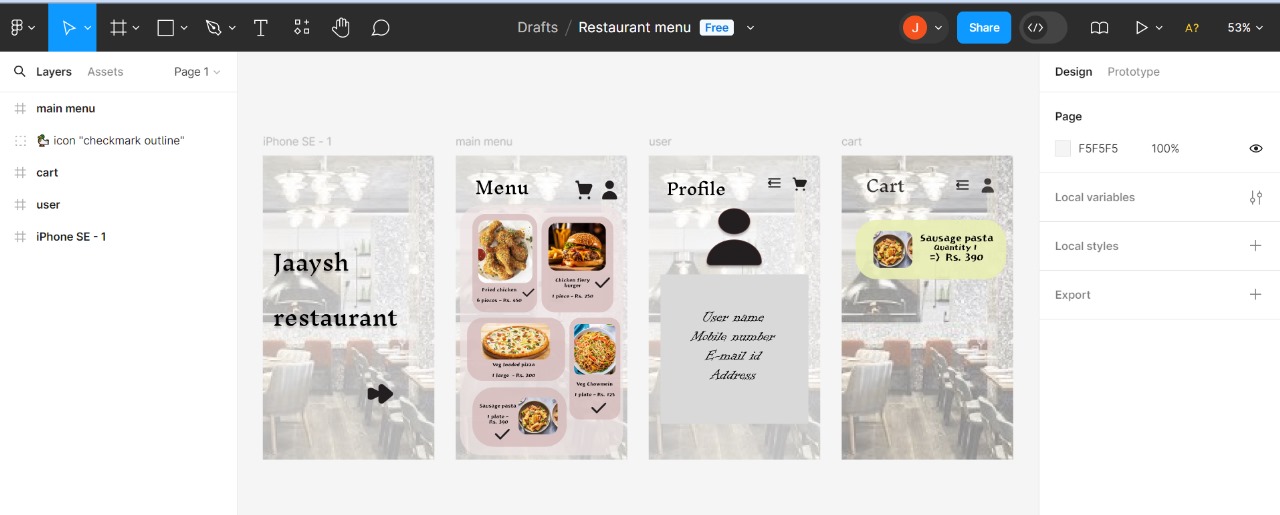 Drafts / Restaurant menu Free
J
Share
A?
53%
Layers Assets Page 1
main menu
icon "checkmark outline"
cart
user
iPhone SE - 1
iPhone SE - 1
Jaaysh
restaurant
main menu
Menu
Fried chicken
6 pieces - Rs. 450
Chicken fiery
burger
1 piece - Rs. 250
Veg loaded pizza
1 large - Rs. 300
Veg Chowmein
1 plate - Rs. 125
Sausage pasta
1 plate -
Rs. 390
user
Profile
User name
Mobile number
E-mail id
Address
cart
Cart
Sausage pasta
Quantity 1
=> Rs. 390
Design Prototype
Page
F5F5F5 100%
Local variables
Local styles
Export